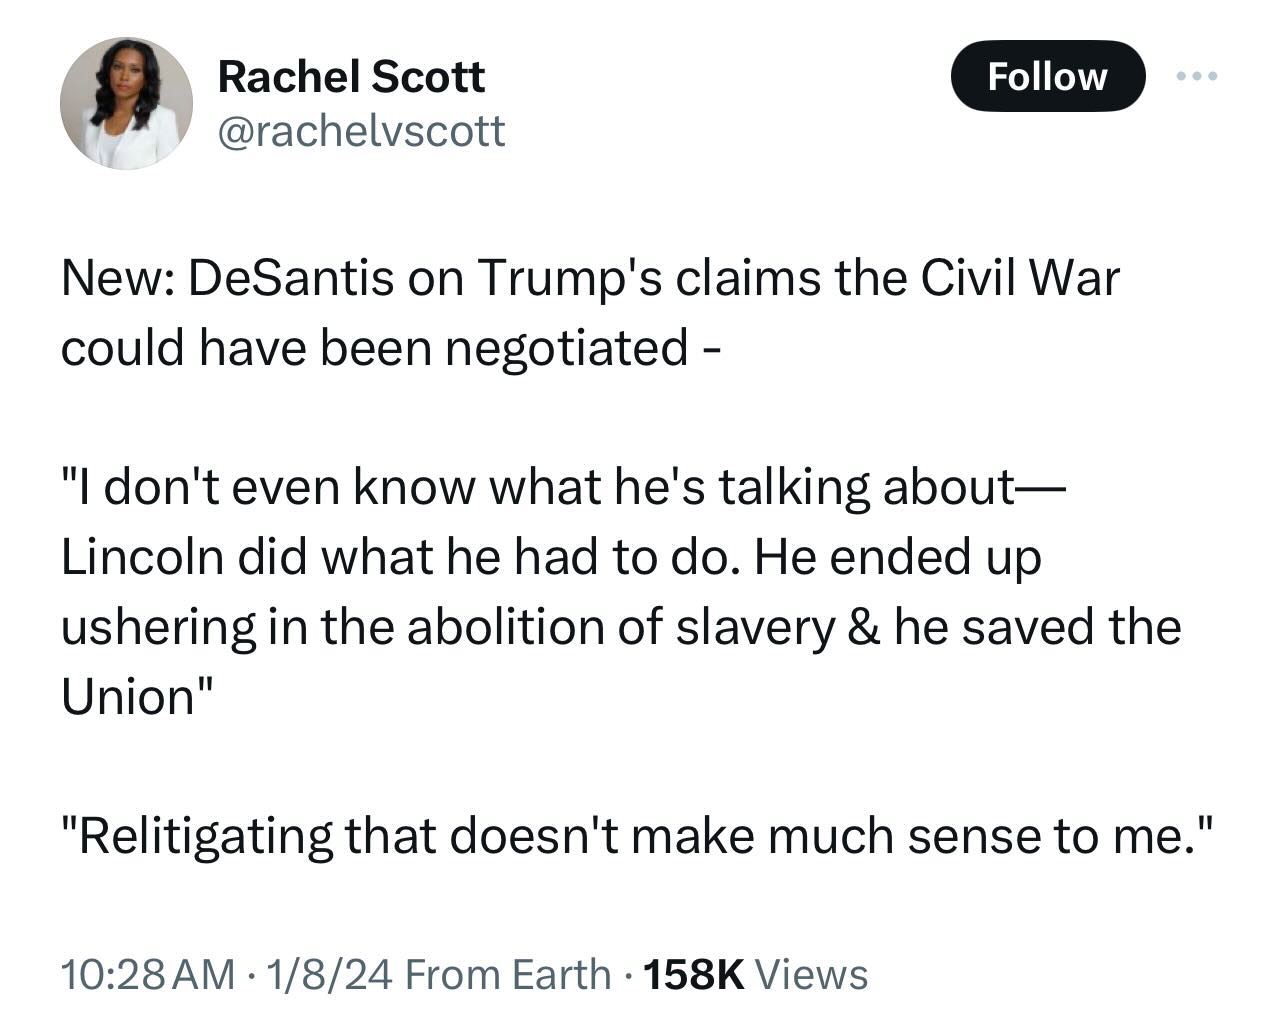 Rachel Scott
@rachelvscott
Follow
New: DeSantis on Trump's claims the Civil War
could have been negotiated -
"I don't even know what he's talking about—
Lincoln did what he had to do. He ended up
ushering in the abolition of slavery & he saved the
Union"
"Relitigating that doesn't make much sense to me."
10:28 AM · 1/8/24 From Earth · 158K Views